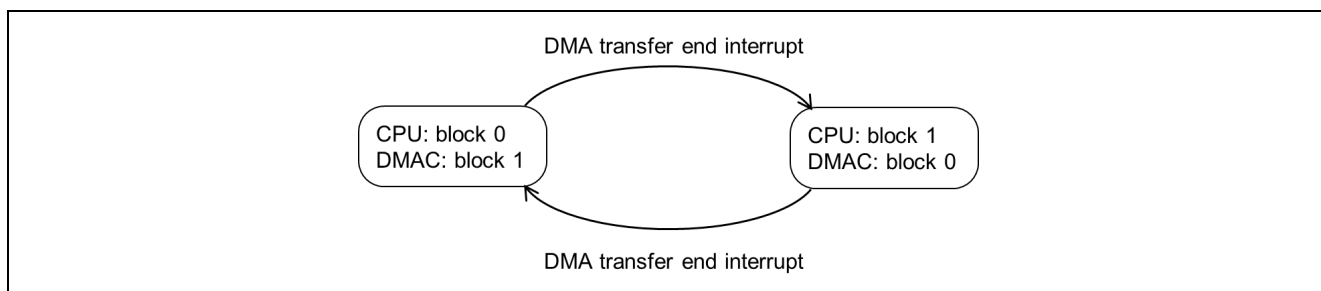 DMA transfer end interrupt
CPU: block 0
DMAC: block 1
CPU: block 1
DMAC: block 0
DMA transfer end interrupt